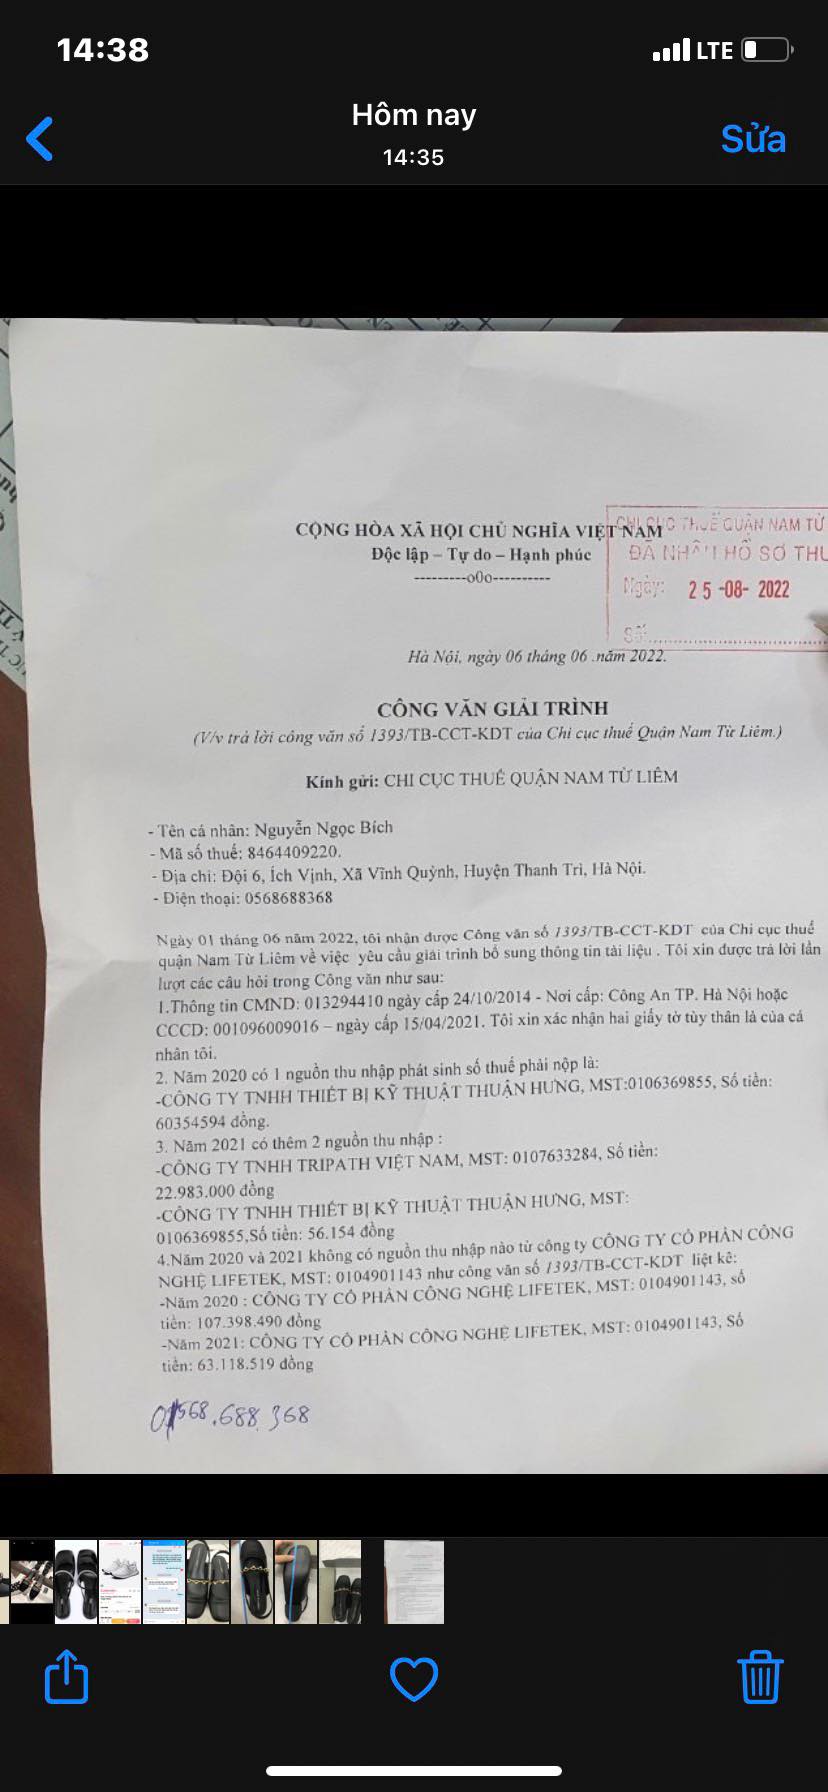 14:38
LTE
Hôm nay
14:35
Sửa
CHI CỤC THUẾ QUẬN NAM TỪ
CỘNG HÒA XÃ HỘI CHỦ NGHĨA VIỆT NAM
ĐÃ NHẬN HỒ SƠ THU
Độc lập – Tự do – Hạnh phúc
---------o0o----------
Ngày: 25 -08- 2022
Số:
Hà Nội, ngày 06 tháng 06 .năm 2022.
CÔNG VĂN GIẢI TRÌNH
(V/v trả lời công văn số 1393/TB-CCT-KDT của Chi cục thuế Quận Nam Từ Liêm.)
Kính gửi: CHI CỤC THUẾ QUẬN NAM TỪ LIÊM
- Tên cá nhân: Nguyễn Ngọc Bích
- Mã số thuế: 8464409220.
- Địa chỉ: Đội 6, Ích Vịnh, Xã Vĩnh Quỳnh, Huyện Thanh Trì, Hà Nội.
- Điện thoại: 0568688368
Ngày 01 tháng 06 năm 2022, tôi nhận được Công văn số 1393/TB-CCT-KDT của Chi cục thuế
quận Nam Từ Liêm về việc yêu cầu giải trình bổ sung thông tin tài liệu . Tôi xin được trả lời lần
lượt các câu hỏi trong Công văn như sau:
1.Thông tin CMND: 013294410 ngày cấp 24/10/2014 - Nơi cấp: Công An TP. Hà Nội hoặc
CCCD: 001096009016 – ngày cấp 15/04/2021. Tôi xin xác nhận hai giấy tờ tùy thân là của cá
nhân tôi.
2. Năm 2020 có 1 nguồn thu nhập phát sinh số thuế phải nộp là:
-CÔNG TY TNHH THIẾT BỊ KỸ THUẬT THUẬN HƯNG, MST:0106369855, Số tiền:
60354594 đồng.
3. Năm 2021 có thêm 2 nguồn thu nhập :
-CÔNG TY TNHH TRIPATH VIỆT NAM, MST: 0107633284, Số tiền:
22.983.000 đồng
-CÔNG TY TNHH THIẾT BỊ KỸ THUẬT THUẬN HƯNG, MST:
0106369855,Số tiền: 56.154 đồng
4.Năm 2020 và 2021 không có nguồn thu nhập nào từ công ty CÔNG TY CỔ PHẦN CÔNG
NGHỆ LIFETEK, MST: 0104901143 như công văn số 1393/TB-CCT-KDT liệt kê:
-Năm 2020 : CÔNG TY CỔ PHẦN CÔNG NGHỆ LIFETEK, MST: 0104901143, số
tiền: 107.398.490 đồng
-Năm 2021: CÔNG TY CỔ PHẦN CÔNG NGHỆ LIFETEK, MST: 0104901143, Số
tiền: 63.118.519 đồng
0568.688.368